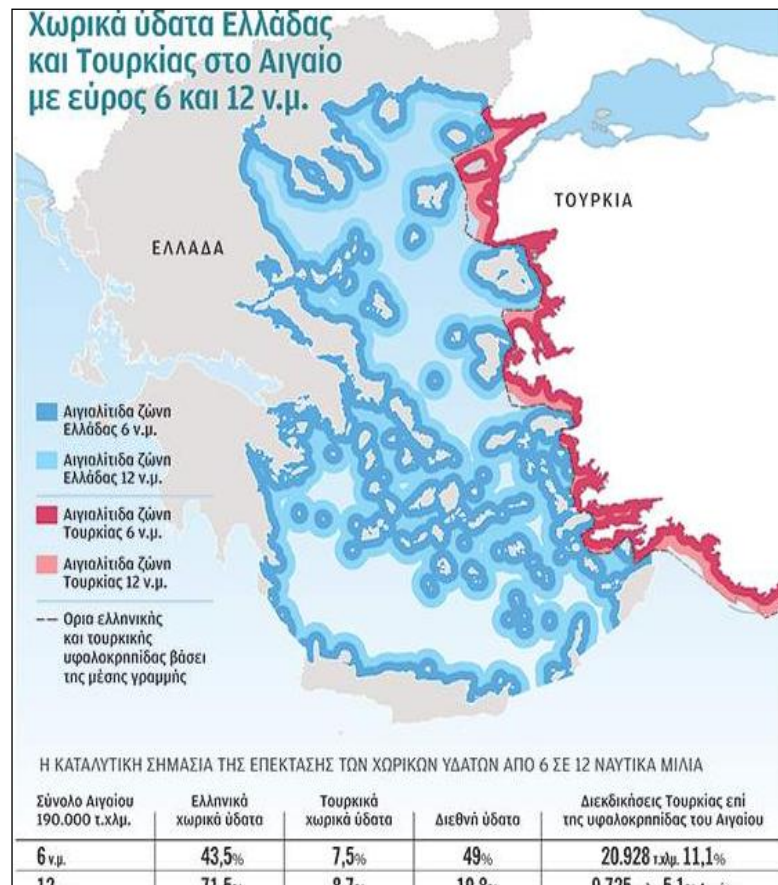 Χωρικά ύδατα Ελλάδας
και Τουρκίας στο Αιγαίο
με εύρος 6 και 12 ν.μ.
ΤΟΥΡΚΙΑ
ΕΛΛΑΔΑ
Αιγιαλίτιδα ζώνη
Ελλάδας 6 ν.μ.
Αιγιαλίτιδα ζώνη
Ελλάδας 12 ν.μ.
Αιγιαλίτιδα ζώνη
Τουρκίας 6 ν.μ.
Αιγιαλίτιδα ζώνη
Τουρκίας 12 ν.μ.
Ορια ελληνικής
και τουρκικής
υφαλοκρηπίδας βάσει
της μέσης γραμμής
Η ΚΑΤΑΛΥΤΙΚΗ ΣΗΜΑΣΙΑ ΤΗΣ ΕΠΕΚΤΑΣΗΣ ΤΩΝ ΧΩΡΙΚΩΝ ΥΔΑΤΩΝ ΑΠΟ 6 ΣΕ 12 ΝΑΥΤΙΚΑ ΜΙΛΙΑ
Σύνολο Αιγαίου Ελληνικά Τουρκικά Διεκδικήσεις Τουρκίας επί
190.000 τ.χλμ. χωρικά ύδατα χωρικά ύδατα Διεθνή ύδατα της υφαλοκρηπίδας του Αιγαίου
6 ν.μ. 43,5% 7,5% 49% 20.928 τ.χλμ. 11,1%